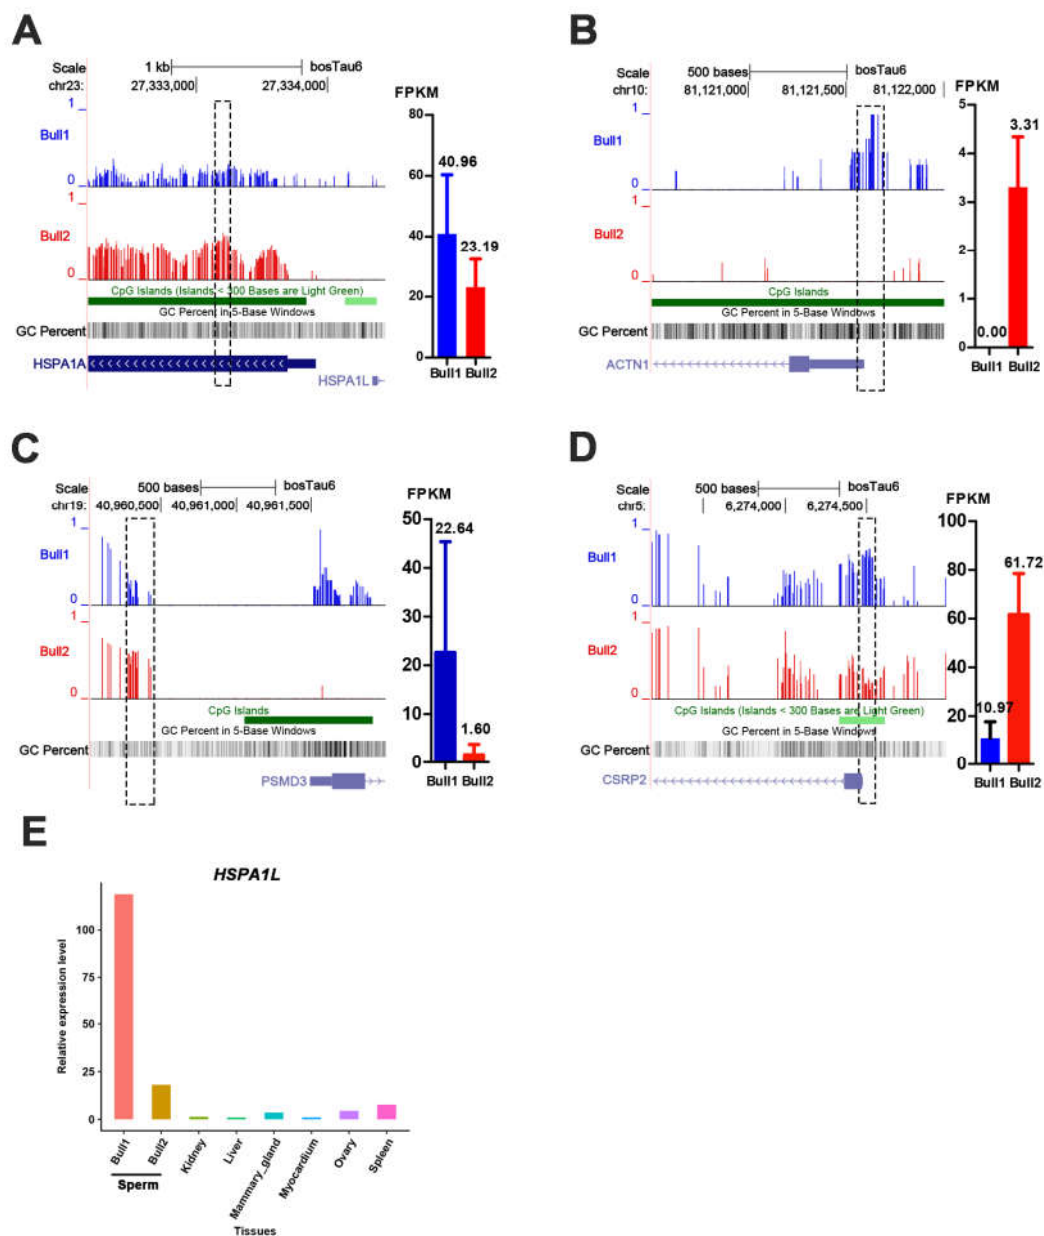 A
Scale 1 kb bosTau6
chr23: 27,333,000 27,334,000
1
Bull1
0
1
Bull2
0
CpG Islands (Islands < 300 Bases are Light Green)
GC Percent in 5-Base Windows
GC Percent
HSPA1A
HSPA1L
FPKM
80
60
40
20
0
40.96
23.19
Bull1 Bull2
B
Scale 500 bases bosTau6
chr10: 81,121,000 81,121,500 81,122,000
1
Bull1
0
1
Bull2
0
CpG Islands
GC Percent in 5-Base Windows
GC Percent
ACTN1
FPKM
5
4
3
2
1
0
3.31
0.00
Bull1 Bull2
C
Scale 500 bases bosTau6
chr19: 40,960,500 40,961,000 40,961,500
1
Bull1
0
1
Bull2
0
CpG Islands
GC Percent in 5-Base Windows
GC Percent
PSMD3
FPKM
50
40
30
20
10
0
22.64
1.60
Bull1 Bull2
D
Scale 500 bases bosTau6
chr5: 6,274,000 6,274,500
1
Bull1
0
1
Bull2
0
CpG Islands (Islands < 300 Bases are Light Green)
GC Percent in 5-Base Windows
GC Percent
CSRP2
FPKM
100
80
60
40
20
0
10.97
61.72
Bull1 Bull2
E
HSPA1L
Relative expression level
100
75
50
25
0
Bull1
Bull2
Kidney
Liver
Mammary_gland
Myocardium
Ovary
Spleen
Sperm
Tissues